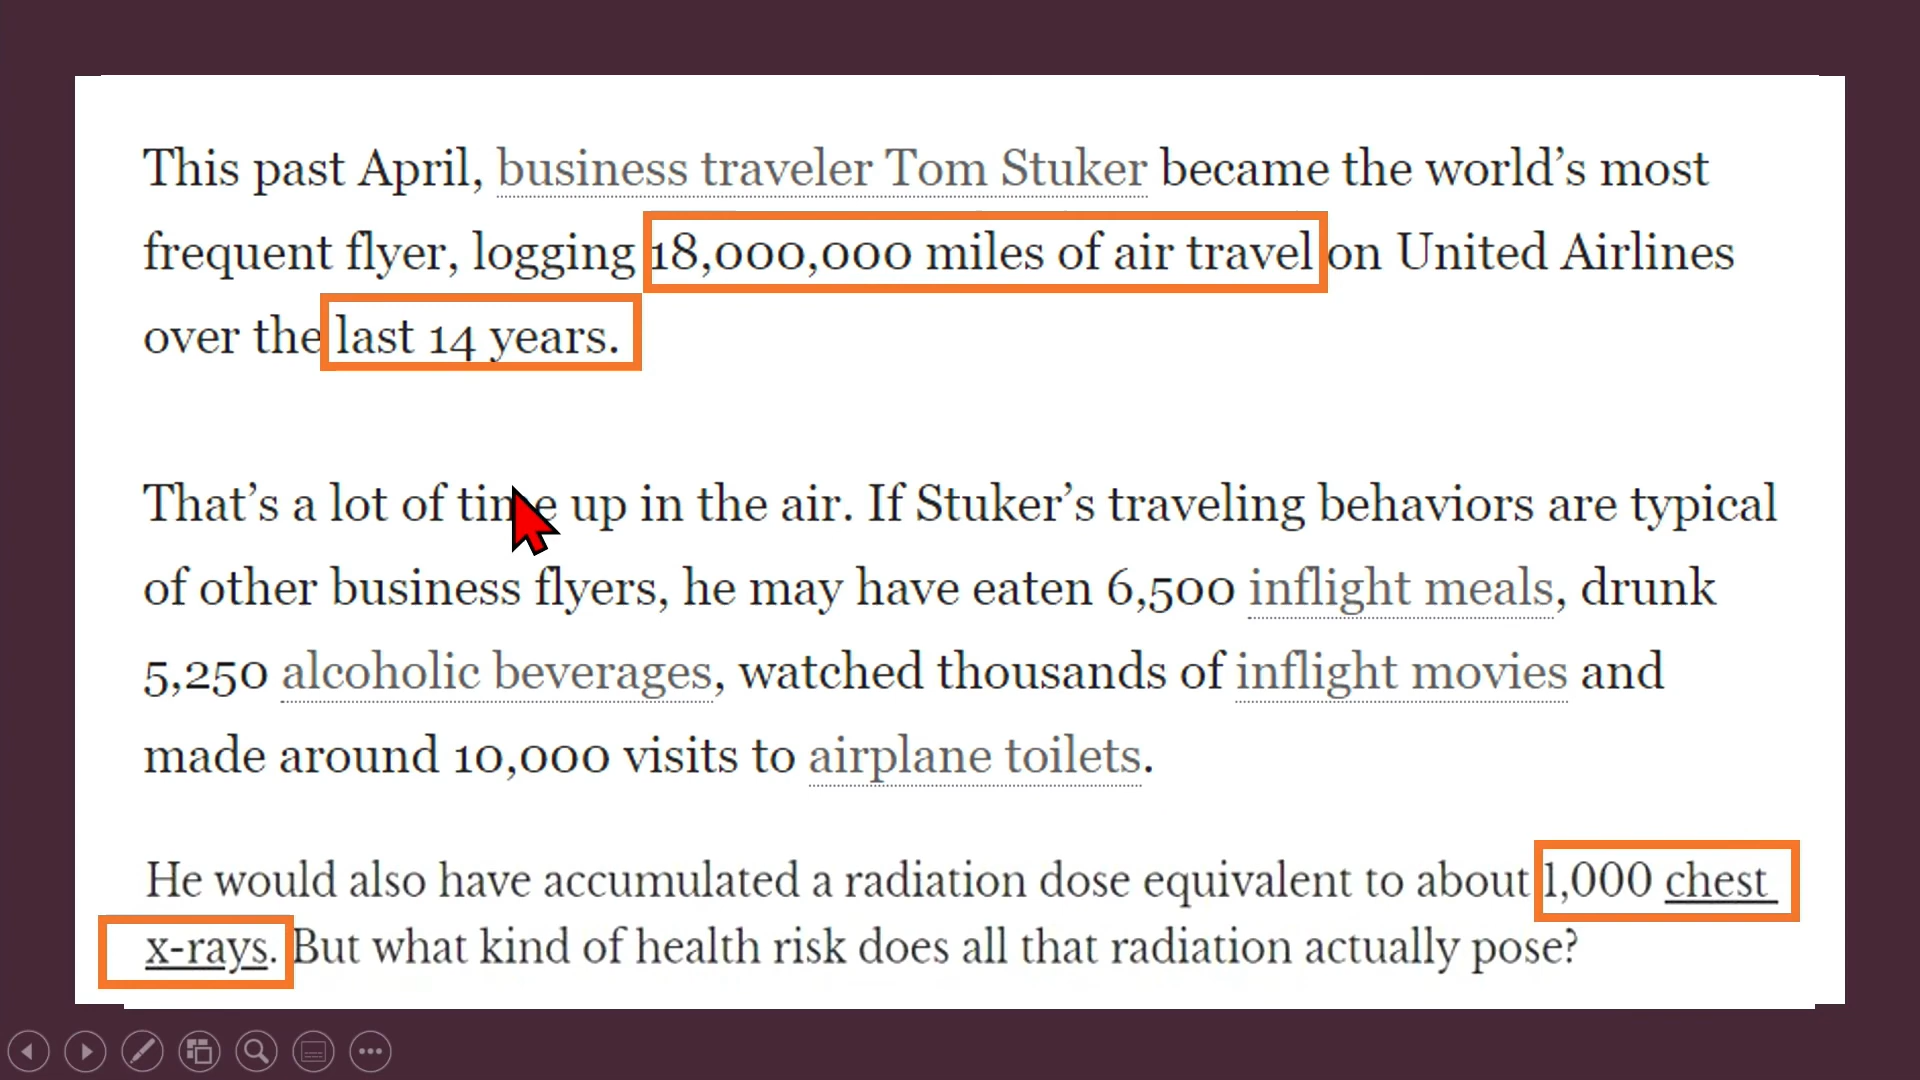 This past April, business traveler Tom Stuker became the world’s most
frequent flyer, logging 18,000,000 miles of air travel on United Airlines
over the last 14 years.
That’s a lot of time up in the air. If Stuker’s traveling behaviors are typical
of other business flyers, he may have eaten 6,500 inflight meals, drunk
5,250 alcoholic beverages, watched thousands of inflight movies and
made around 10,000 visits to airplane toilets.
He would also have accumulated a radiation dose equivalent to about 1,000 chest
x-rays. But what kind of health risk does all that radiation actually pose?